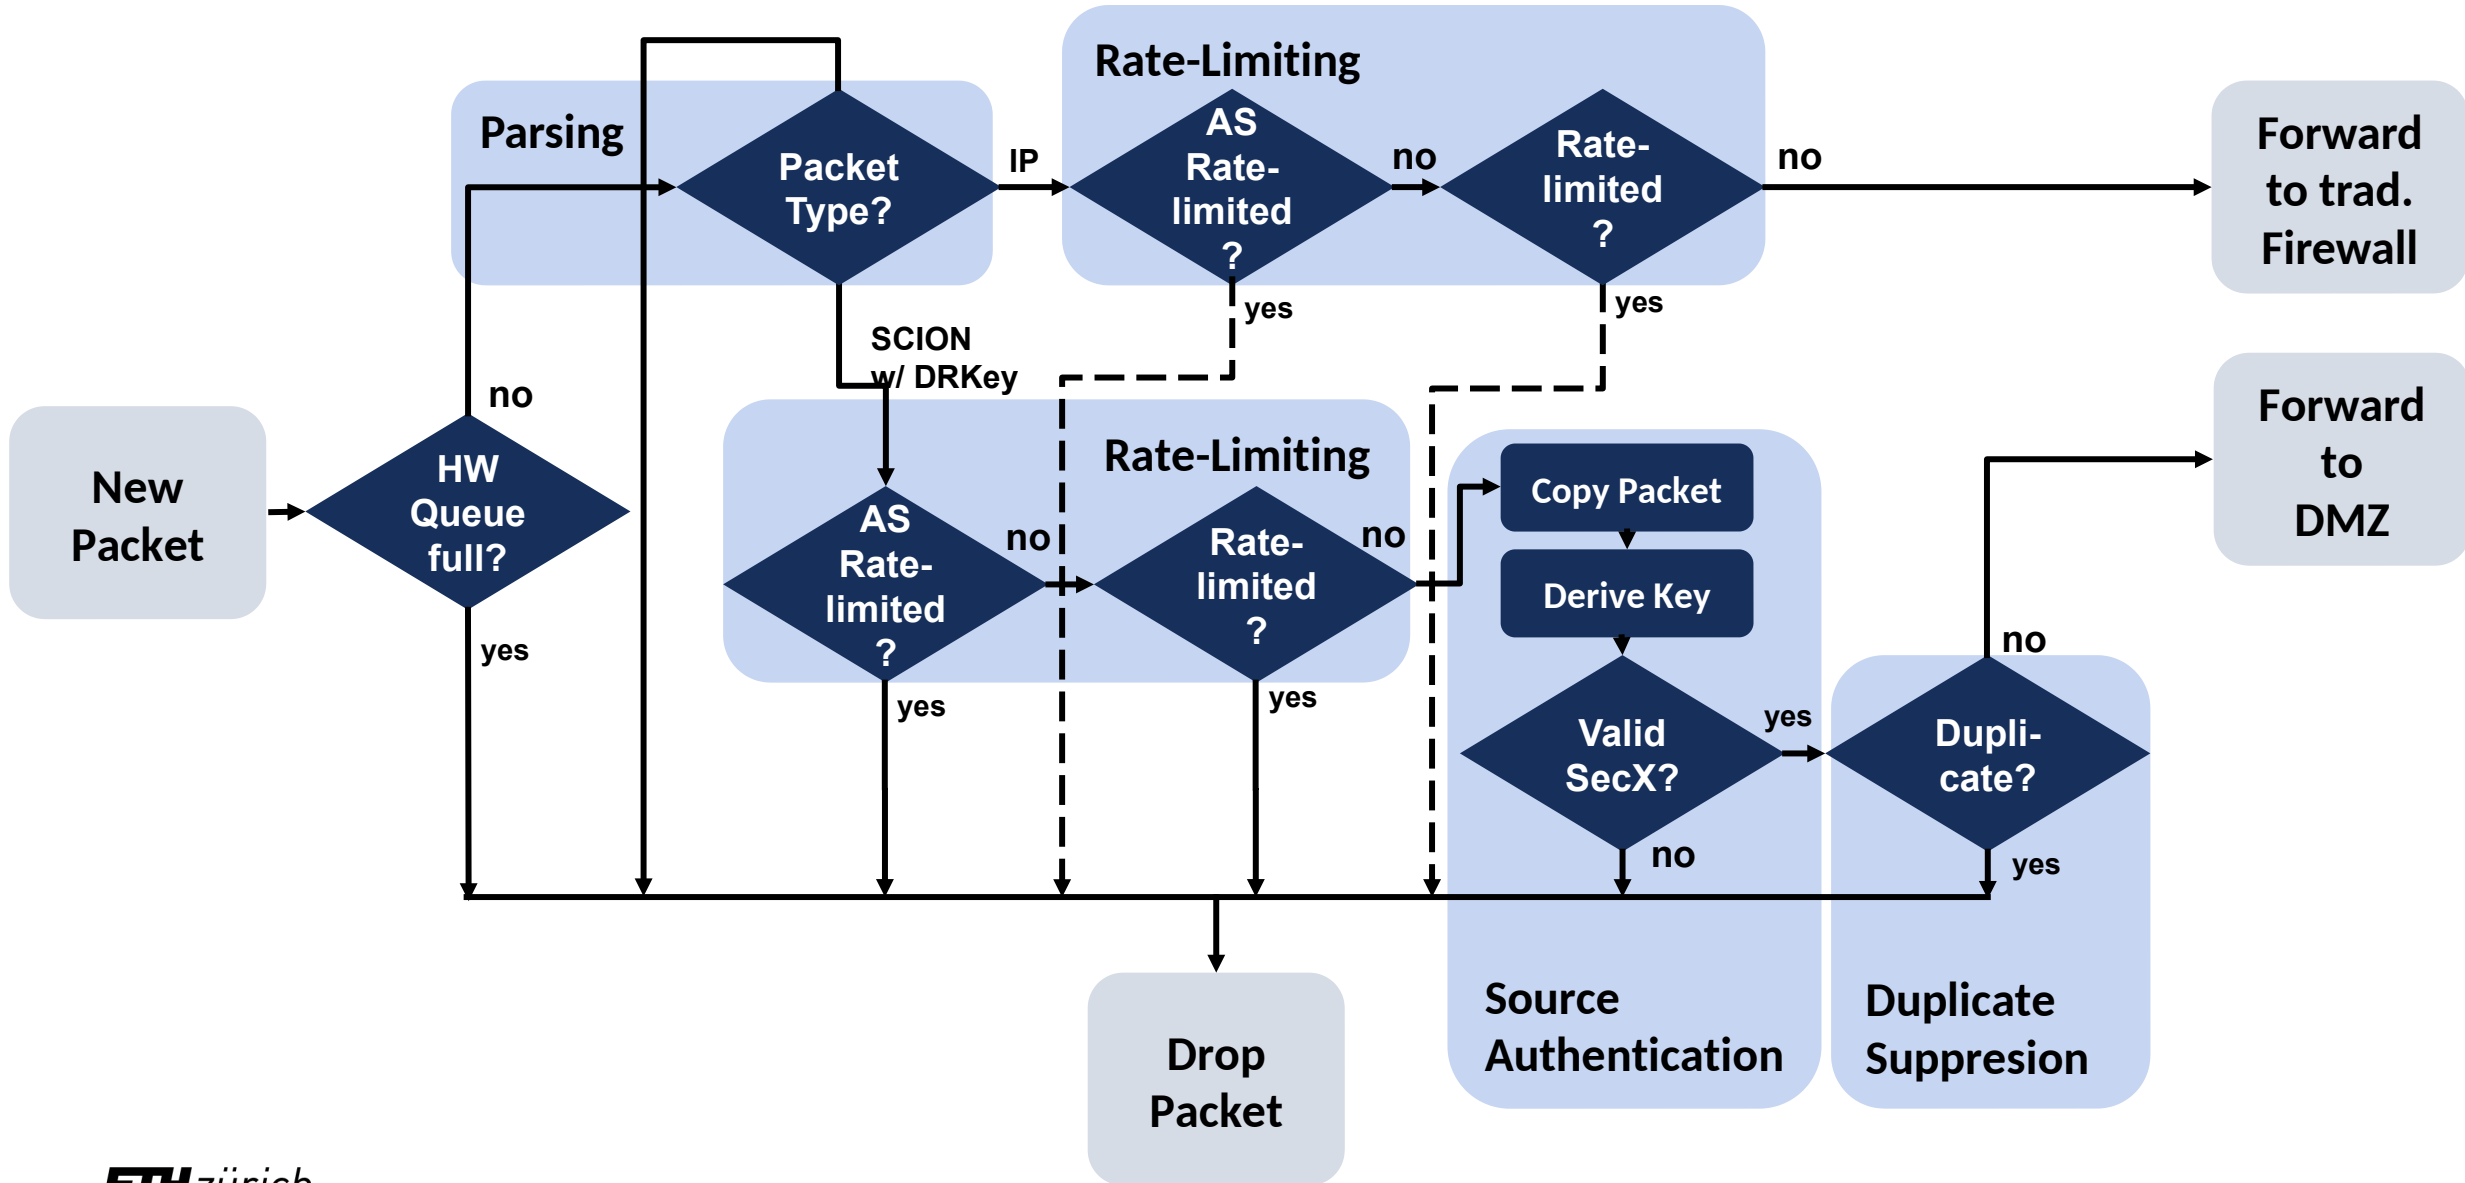 Rate-Limiting
Parsing
Packet
Type?
IP
AS
Rate-
limited
?
no
Rate-
limited
?
no
Forward
to trad.
Firewall
yes
yes
SCION
w/ DRKey
no
New
Packet
HW
Queue
full?
yes
Rate-Limiting
AS
Rate-
limited
?
no
Rate-
limited
?
no
yes
yes
Copy Packet
Derive Key
Valid
SecX?
yes
no
Dupli-
cate?
no
yes
Forward
to
DMZ
Source
Authentication
Duplicate
Suppresion
Drop
Packet
ETH zürich